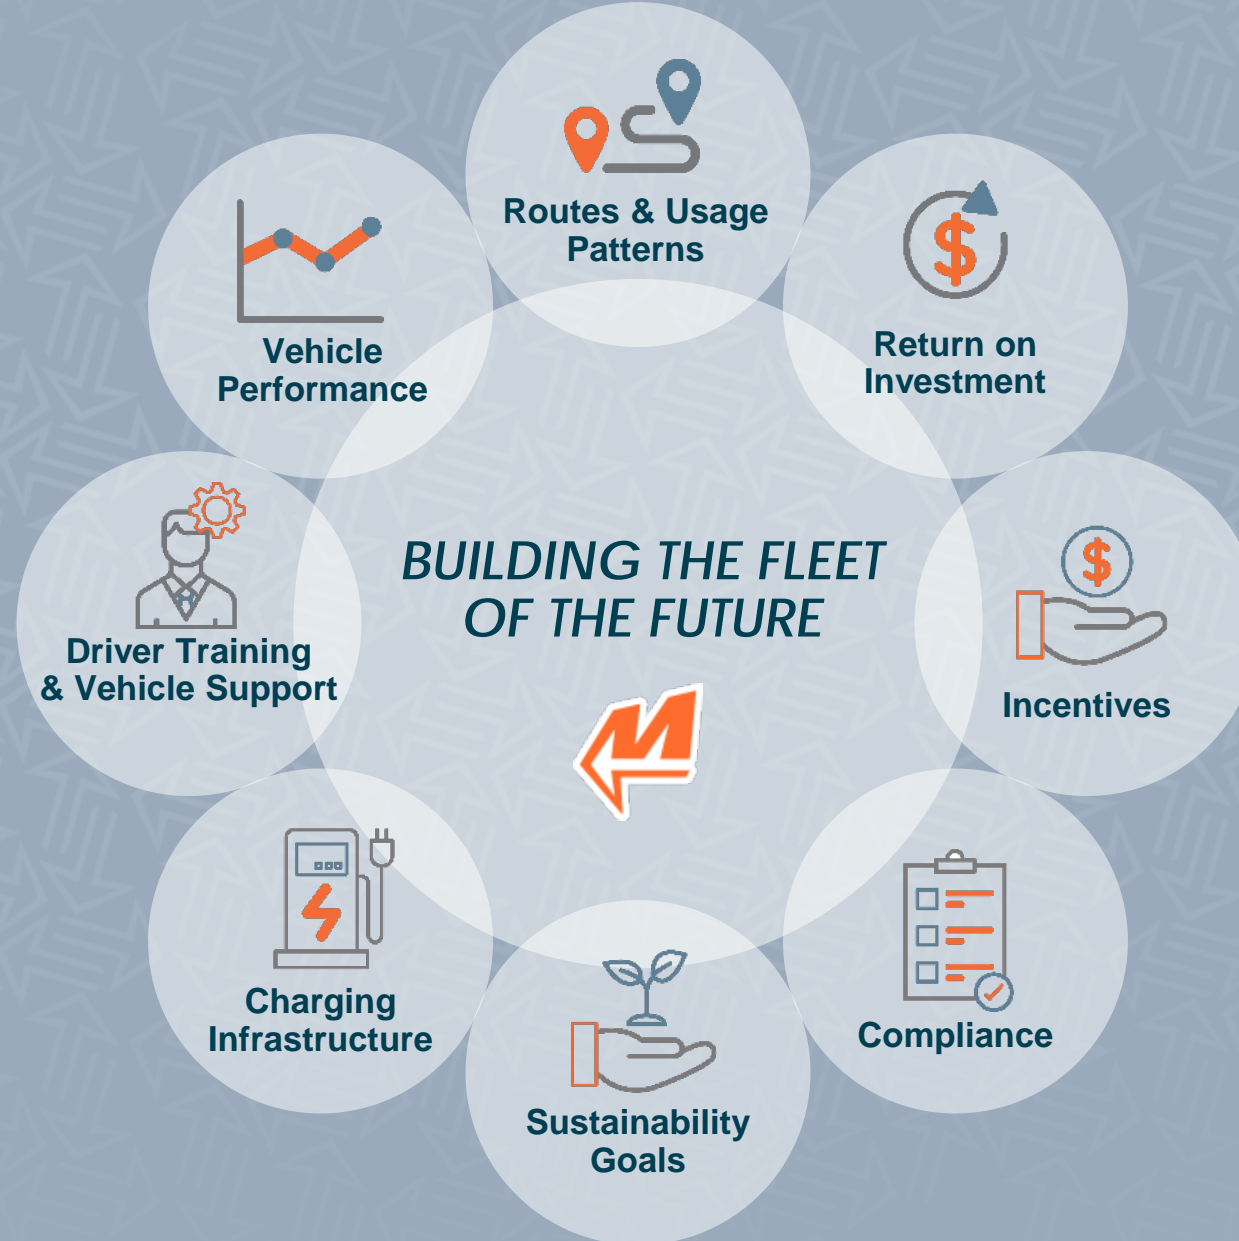 Routes & Usage
Patterns
Return on
Investment
Incentives
Compliance
Sustainability
Goals
Charging
Infrastructure
Driver Training
& Vehicle Support
Vehicle
Performance
BUILDING THE FLEET
OF THE FUTURE